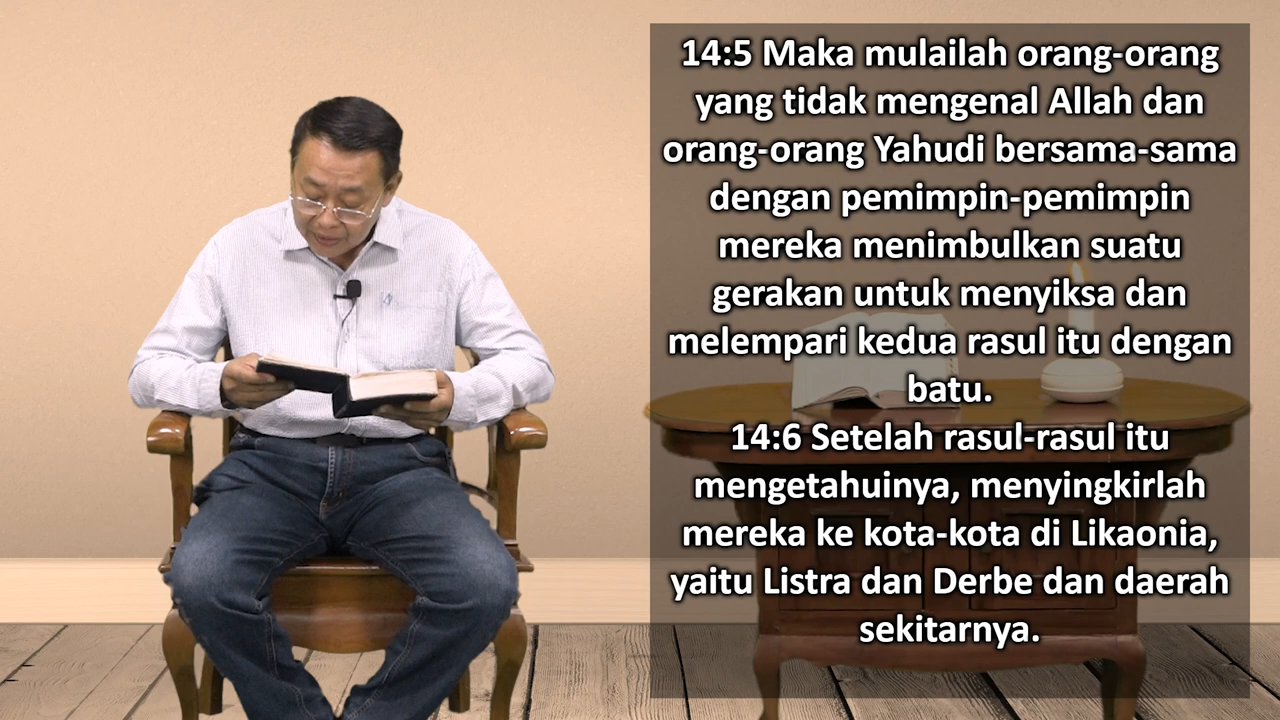 14:5 Maka mulailah orang-orang
yang tidak mengenal Allah dan
orang-orang Yahudi bersama-sama
dengan pemimpin-pemimpin
mereka menimbulkan suatu
gerakan untuk menyiksa dan
melempari kedua rasul itu dengan
batu.
14:6 Setelah rasul-rasul itu
mengetahuinya, menyingkirlah
mereka ke kota-kota di Likaonia,
yaitu Listra dan Derbe dan daerah
sekitarnya.